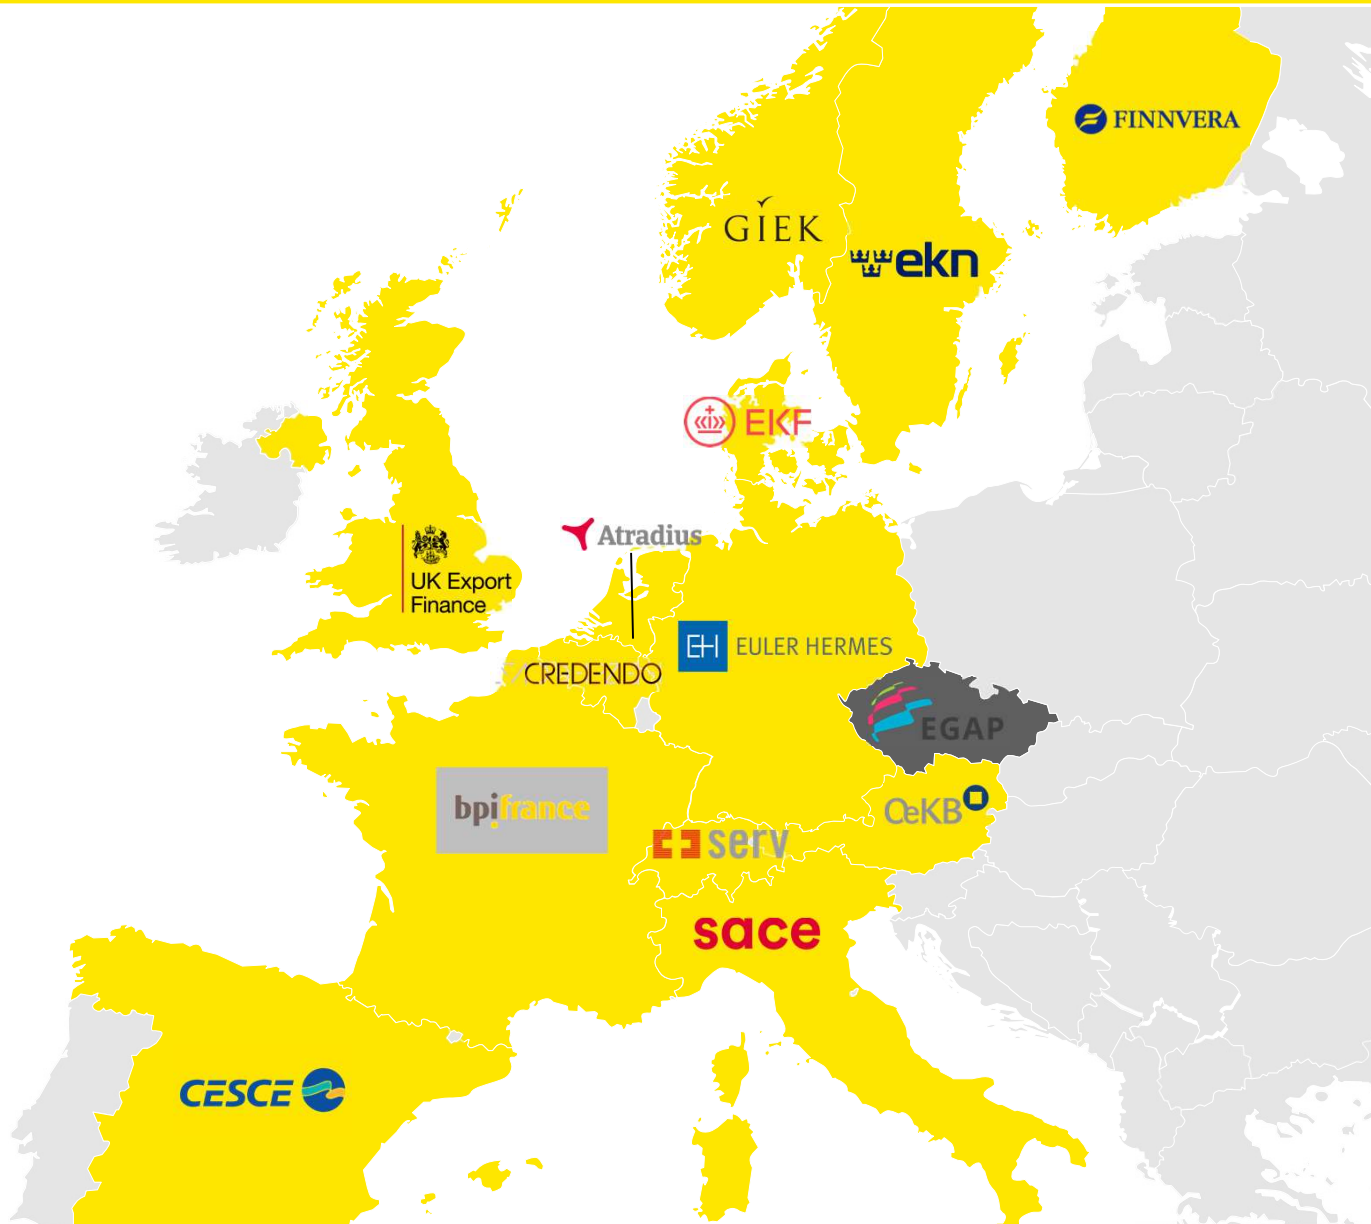 FINNVERA
GIEK
ekn
EKF
Atradius
UK Export
Finance
EULER HERMES
CREDENDO
EGAP
bpifrance
OeKB
serv
sace
CESCE